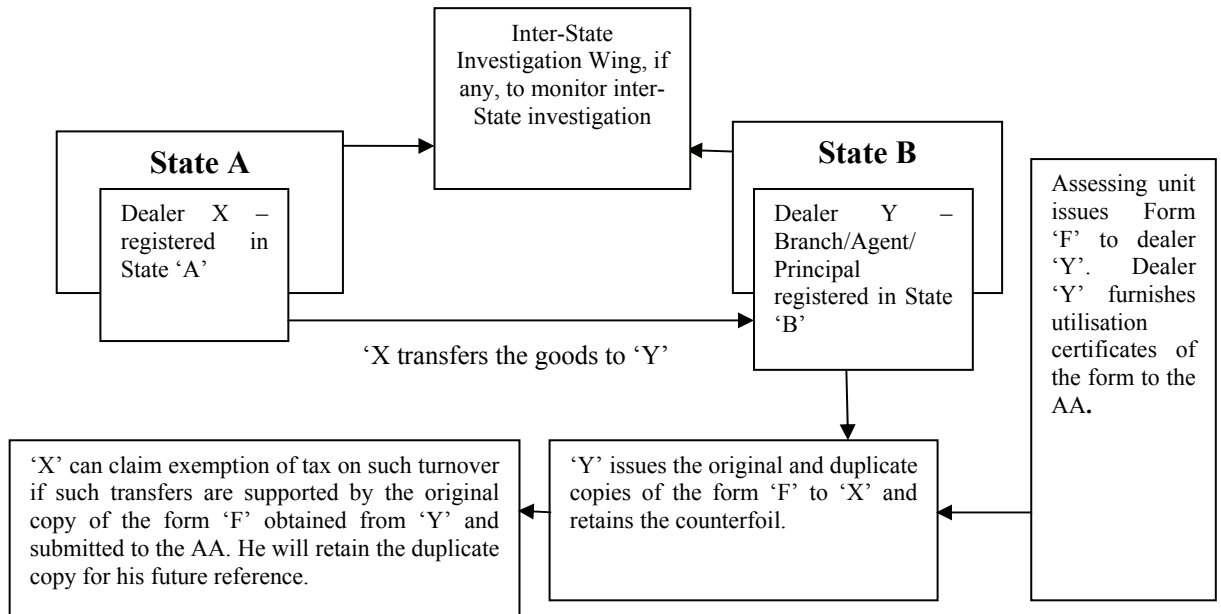 Inter-State
Investigation Wing, if
any, to monitor inter-
State investigation
State A
Dealer X –
registered in
State ‘A’
State B
Dealer Y –
Branch/Agent/
Principal
registered in State
‘B’
Assessing unit
issues Form
‘F’ to dealer
‘Y’. Dealer
‘Y’ furnishes
utilisation
certificates of
the form to the
AA.
‘X transfers the goods to ‘Y’
‘X’ can claim exemption of tax on such turnover
if such transfers are supported by the original
copy of the form ‘F’ obtained from ‘Y’ and
submitted to the AA. He will retain the duplicate
copy for his future reference.
‘Y’ issues the original and duplicate
copies of the form ‘F’ to ‘X’ and
retains the counterfoil.